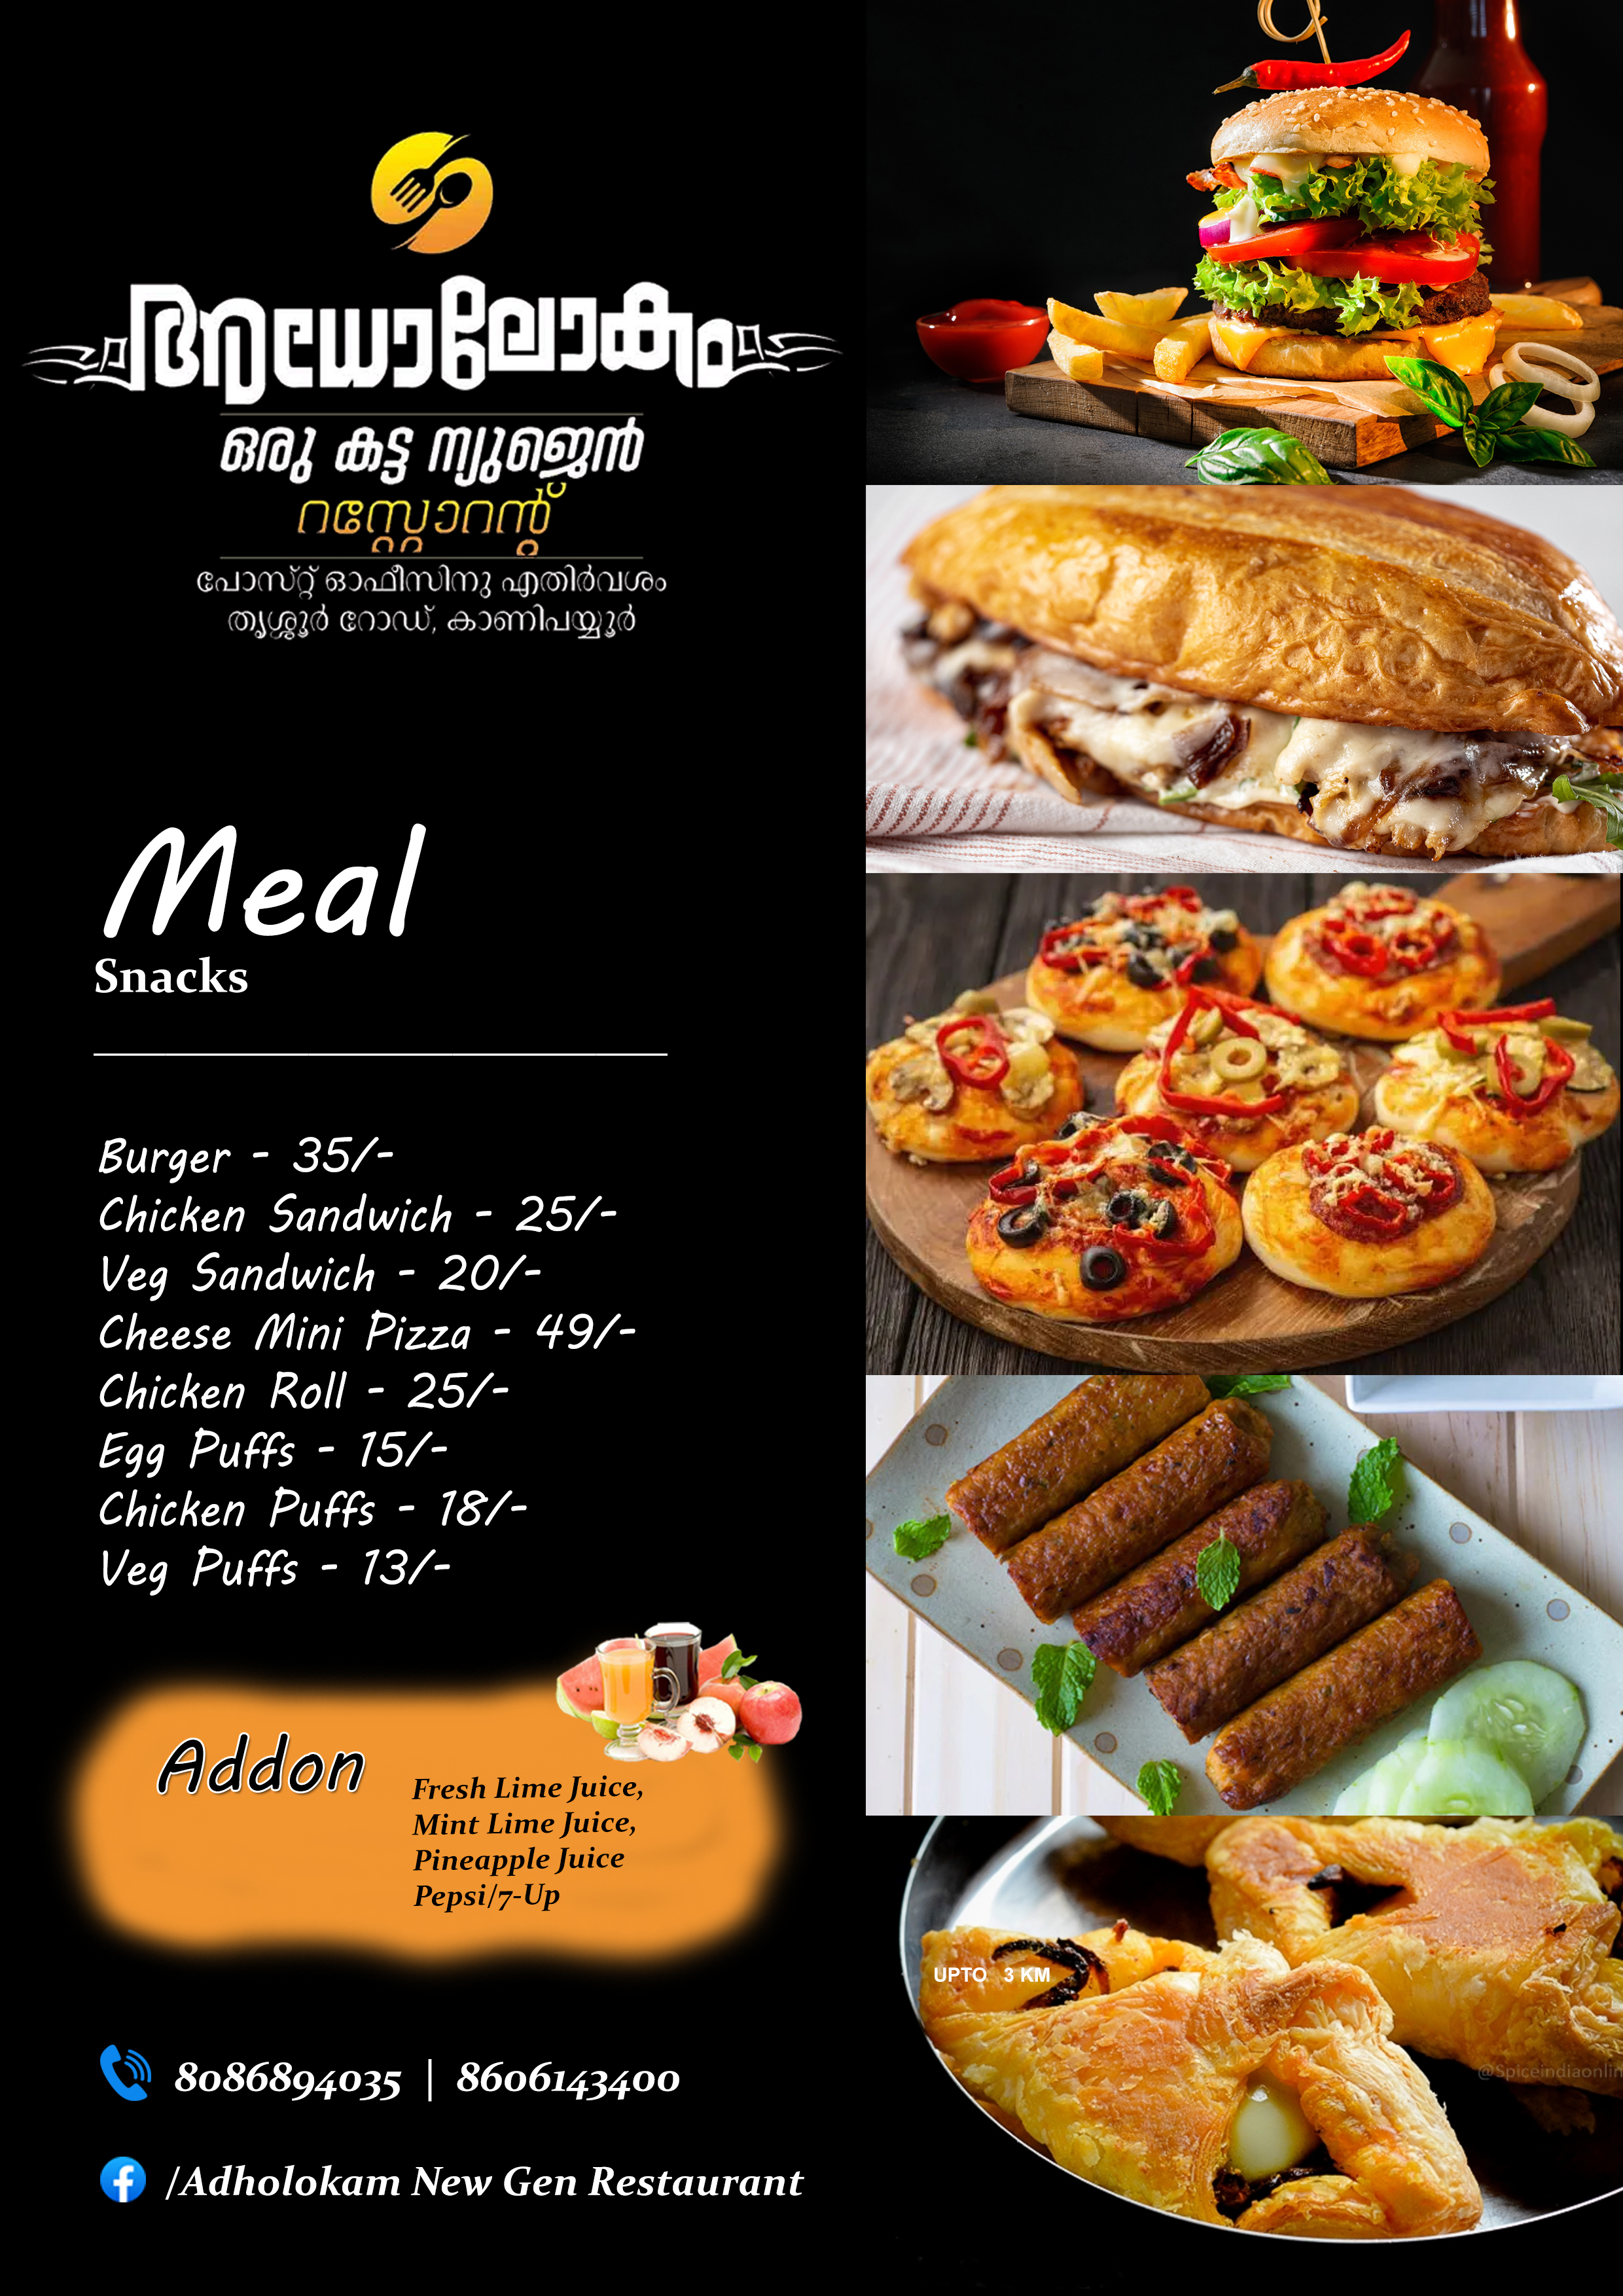 അധോലോകം
ഒരു കട്ട ന്യുജെൻ
റസ്റ്റോറന്റ്
പോസ്റ്റ് ഓഫീസിനു എതിർവശം
തൃശ്ശൂർ റോഡ്, കാണിപയ്യൂർ
Meal
Snacks
Burger - 35/-
Chicken Sandwich - 25/-
Veg Sandwich - 20/-
Cheese Mini Pizza - 49/-
Chicken Roll - 25/-
Egg Puffs - 15/-
Chicken Puffs - 18/-
Veg Puffs - 13/-
Addon
Fresh Lime Juice,
Mint Lime Juice,
Pineapple Juice
Pepsi/7-Up
8086894035 | 8606143400
/Adholokam New Gen Restaurant
UPTO 3 KM
@Spiceindiaonlin